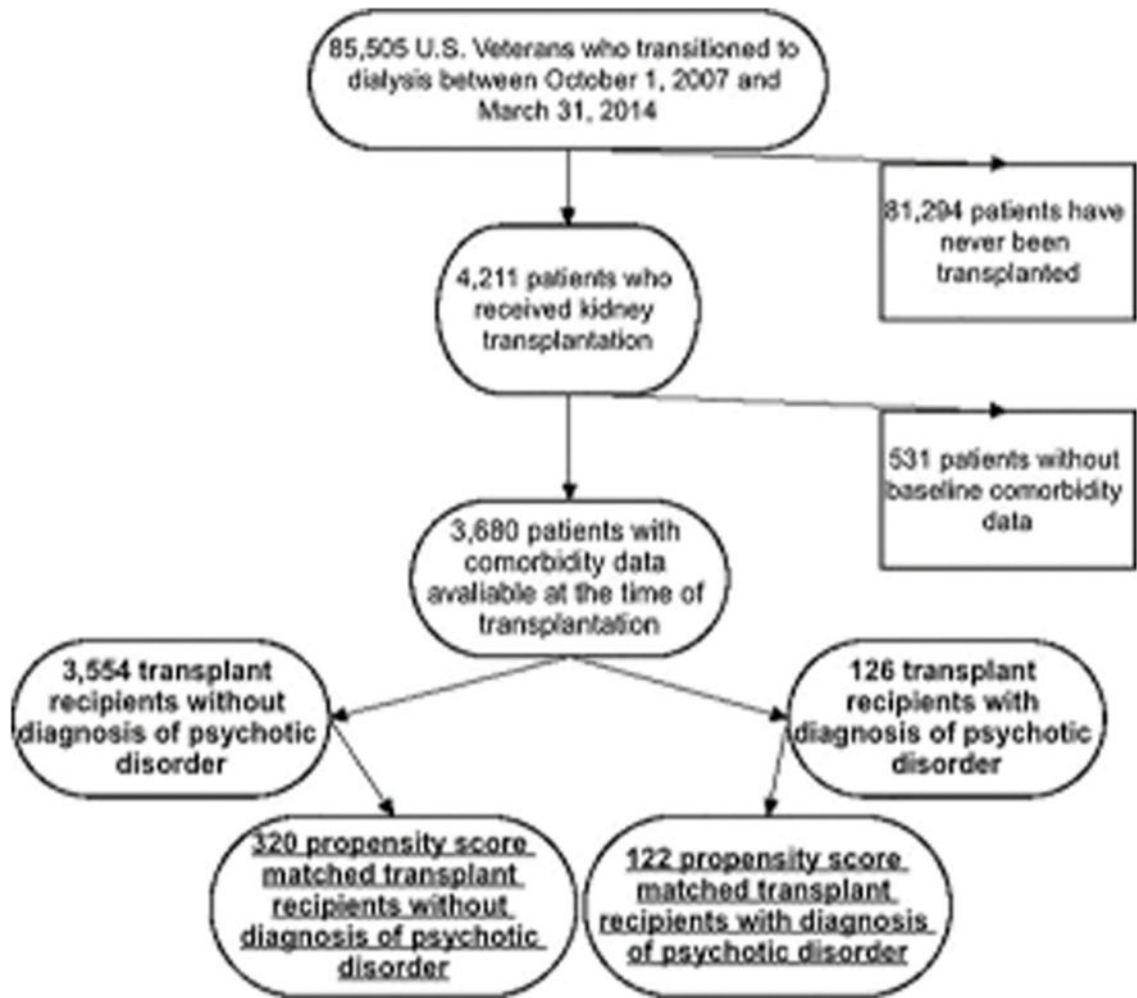 85,505 U.S. Veterans who transitioned to
dialysis between October 1, 2007 and
March 31, 2014
81,294 patients have
never been
transplanted
4,211 patients who
received kidney
transplantation
531 patients without
baseline comorbidity
data
3,680 patients with
comorbidity data
avaliable at the time of
transplantation
3,554 transplant
recipients without
diagnosis of psychotic
disorder
126 transplant
recipients with
diagnosis of psychotic
disorder
320 propensity score
matched transplant
recipients without
diagnosis of psychotic
disorder
122 propensity score
matched transplant
recipients with diagnosis
of psychotic disorder